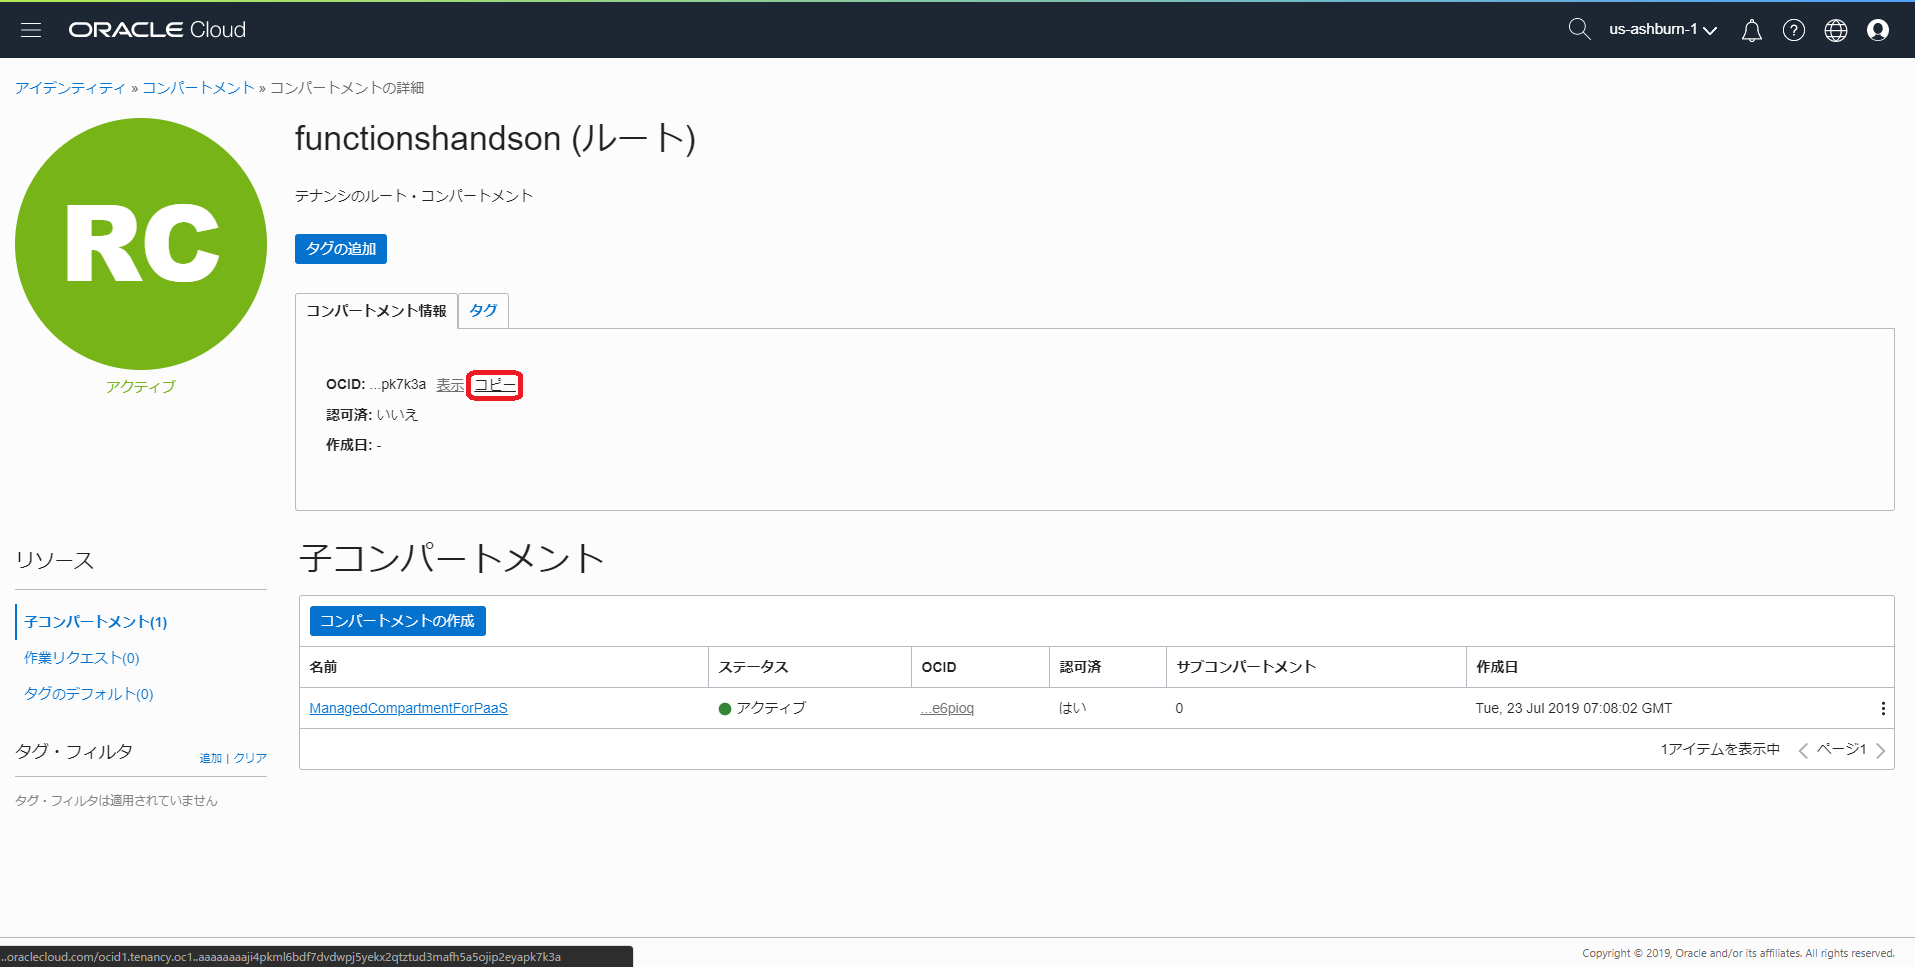 ORACLE Cloud
us-ashburn-1
アイデンティティ » コンパートメント » コンパートメントの詳細
RC
アクティブ
functionshandson (ルート)
テナンシのルート・コンパートメント
タグの追加
コンパートメント情報 タグ
OCID: ...pk7k3a 表示 コピー
認可済: いいえ
作成日: -
リソース
子コンパートメント(1)
作業リクエスト(0)
タグのデフォルト(0)
タグ・フィルタ 追加 | クリア
タグ・フィルタは適用されていません
子コンパートメント
コンパートメントの作成
名前 ステータス OCID 認可済 サブコンパートメント 作成日
ManagedCompartmentForPaaS アクティブ ...e6pioq はい 0 Tue, 23 Jul 2019 07:08:02 GMT
1アイテムを表示中 ページ1
...oraclecloud.com/ocid1.tenancy.oc1..aaaaaaaaji4pkml6bdf7dvdwpj5yekx2qtztud3mafh5a5ojip2eyapk7k3a
Copyright © 2019, Oracle and/or its affiliates. All rights reserved.